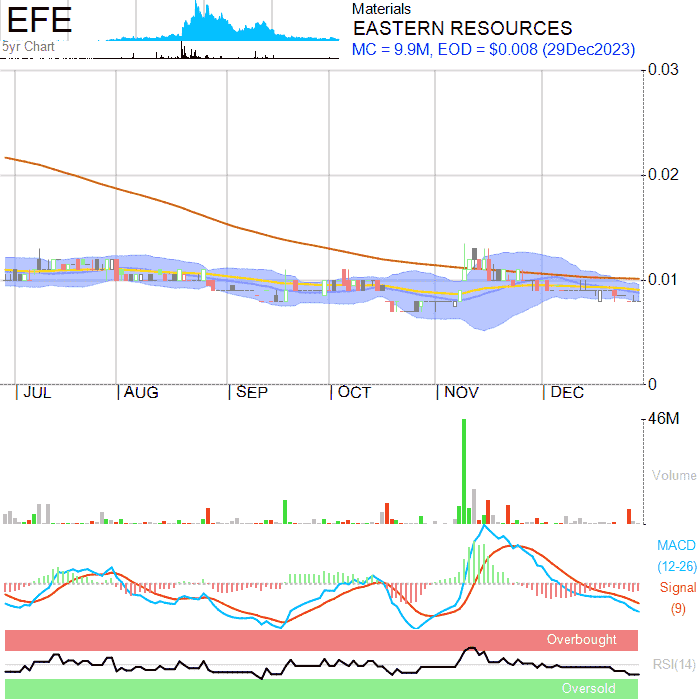 EFE
5yr Chart
Materials
EASTERN RESOURCES
MC = 9.9M, EOD = $0.008 (29Dec2023)
0.03
0.02
0.01
0
JUL AUG SEP OCT NOV DEC
46M
Volume
MACD
(12-26)
Signal
(9)
Overbought
RSI(14)
Oversold